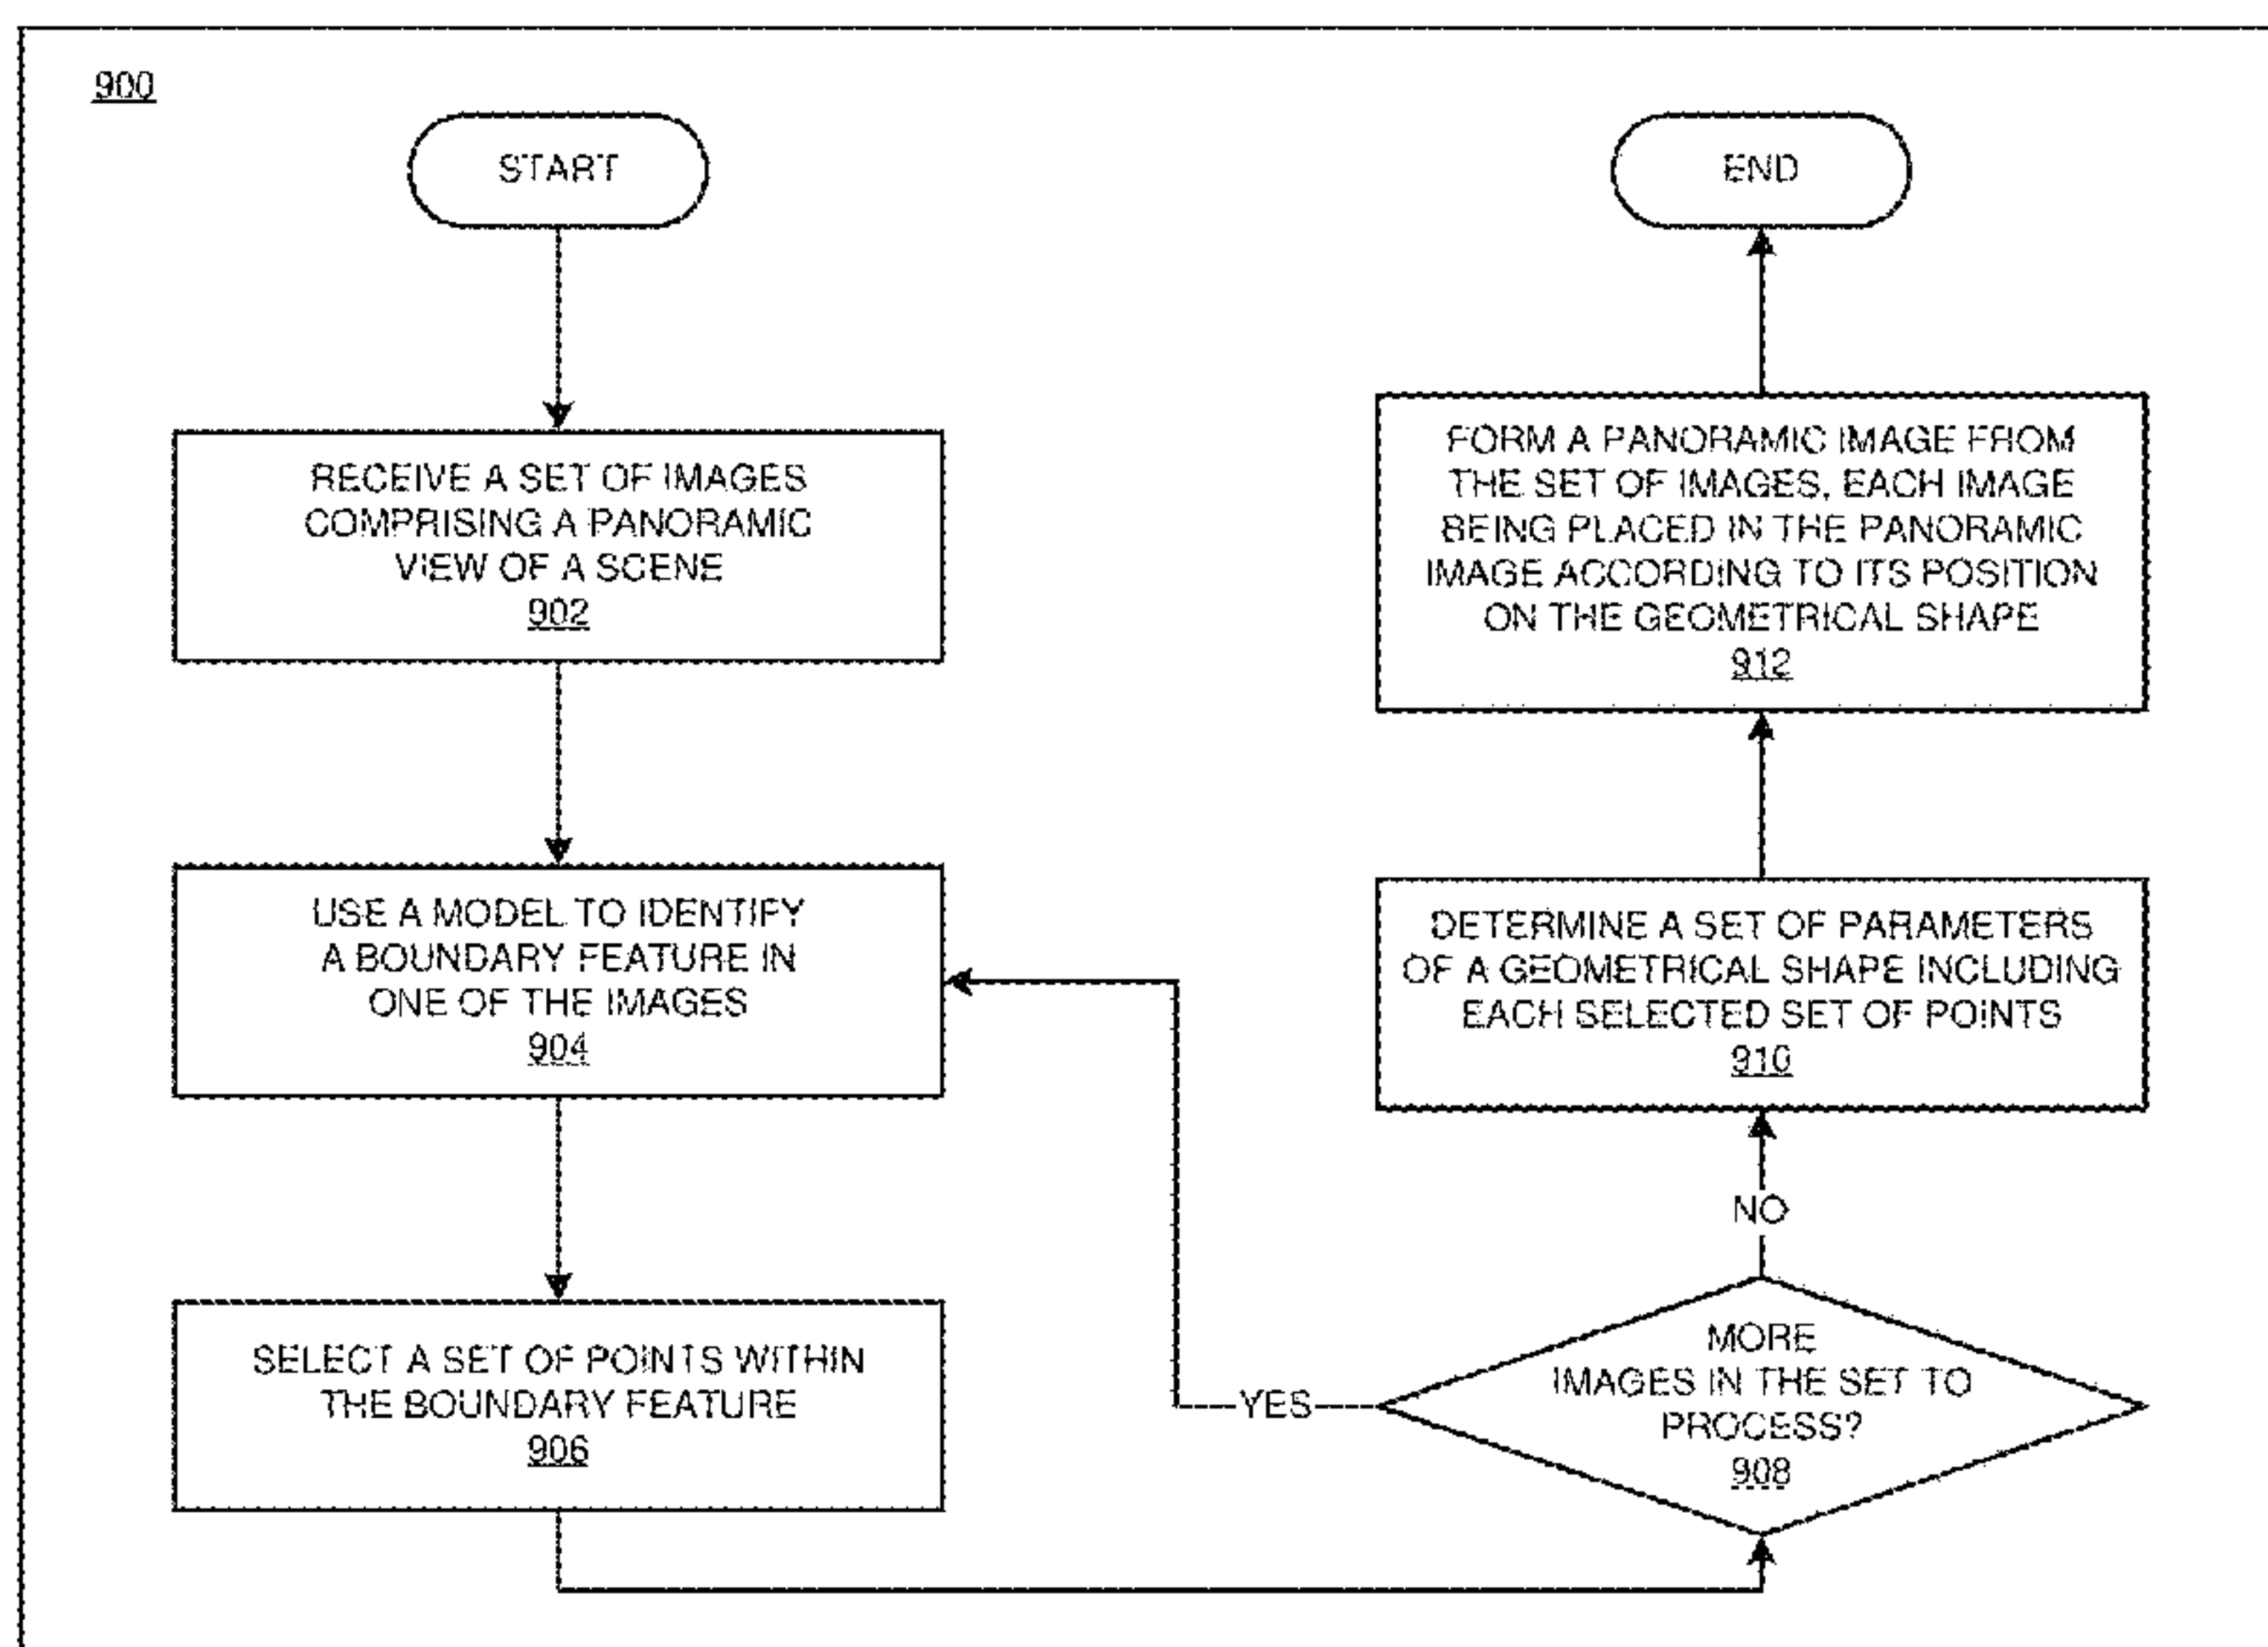 900
START
RECEIVE A SET OF IMAGES
COMPRISING A PANORAMIC
VIEW OF A SCENE
902
USE A MODEL TO IDENTIFY
A BOUNDARY FEATURE IN
ONE OF THE IMAGES
904
SELECT A SET OF POINTS WITHIN
THE BOUNDARY FEATURE
906
MORE
IMAGES IN THE SET TO
PROCESS?
908
YES
NO
DETERMINE A SET OF PARAMETERS
OF A GEOMETRICAL SHAPE INCLUDING
EACH SELECTED SET OF POINTS
910
FORM A PANORAMIC IMAGE FROM
THE SET OF IMAGES, EACH IMAGE
BEING PLACED IN THE PANORAMIC
IMAGE ACCORDING TO ITS POSITION
ON THE GEOMETRICAL SHAPE
912
END